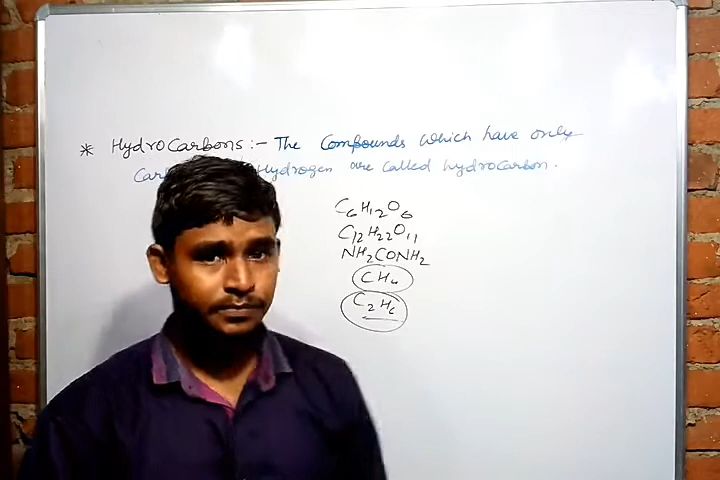 * HydroCarbons :- The Compounds which have only
Hydrogen are called hydrocarbon.
C6H12O6
C12H22O11
NH2CONH2
CH4
C2H6